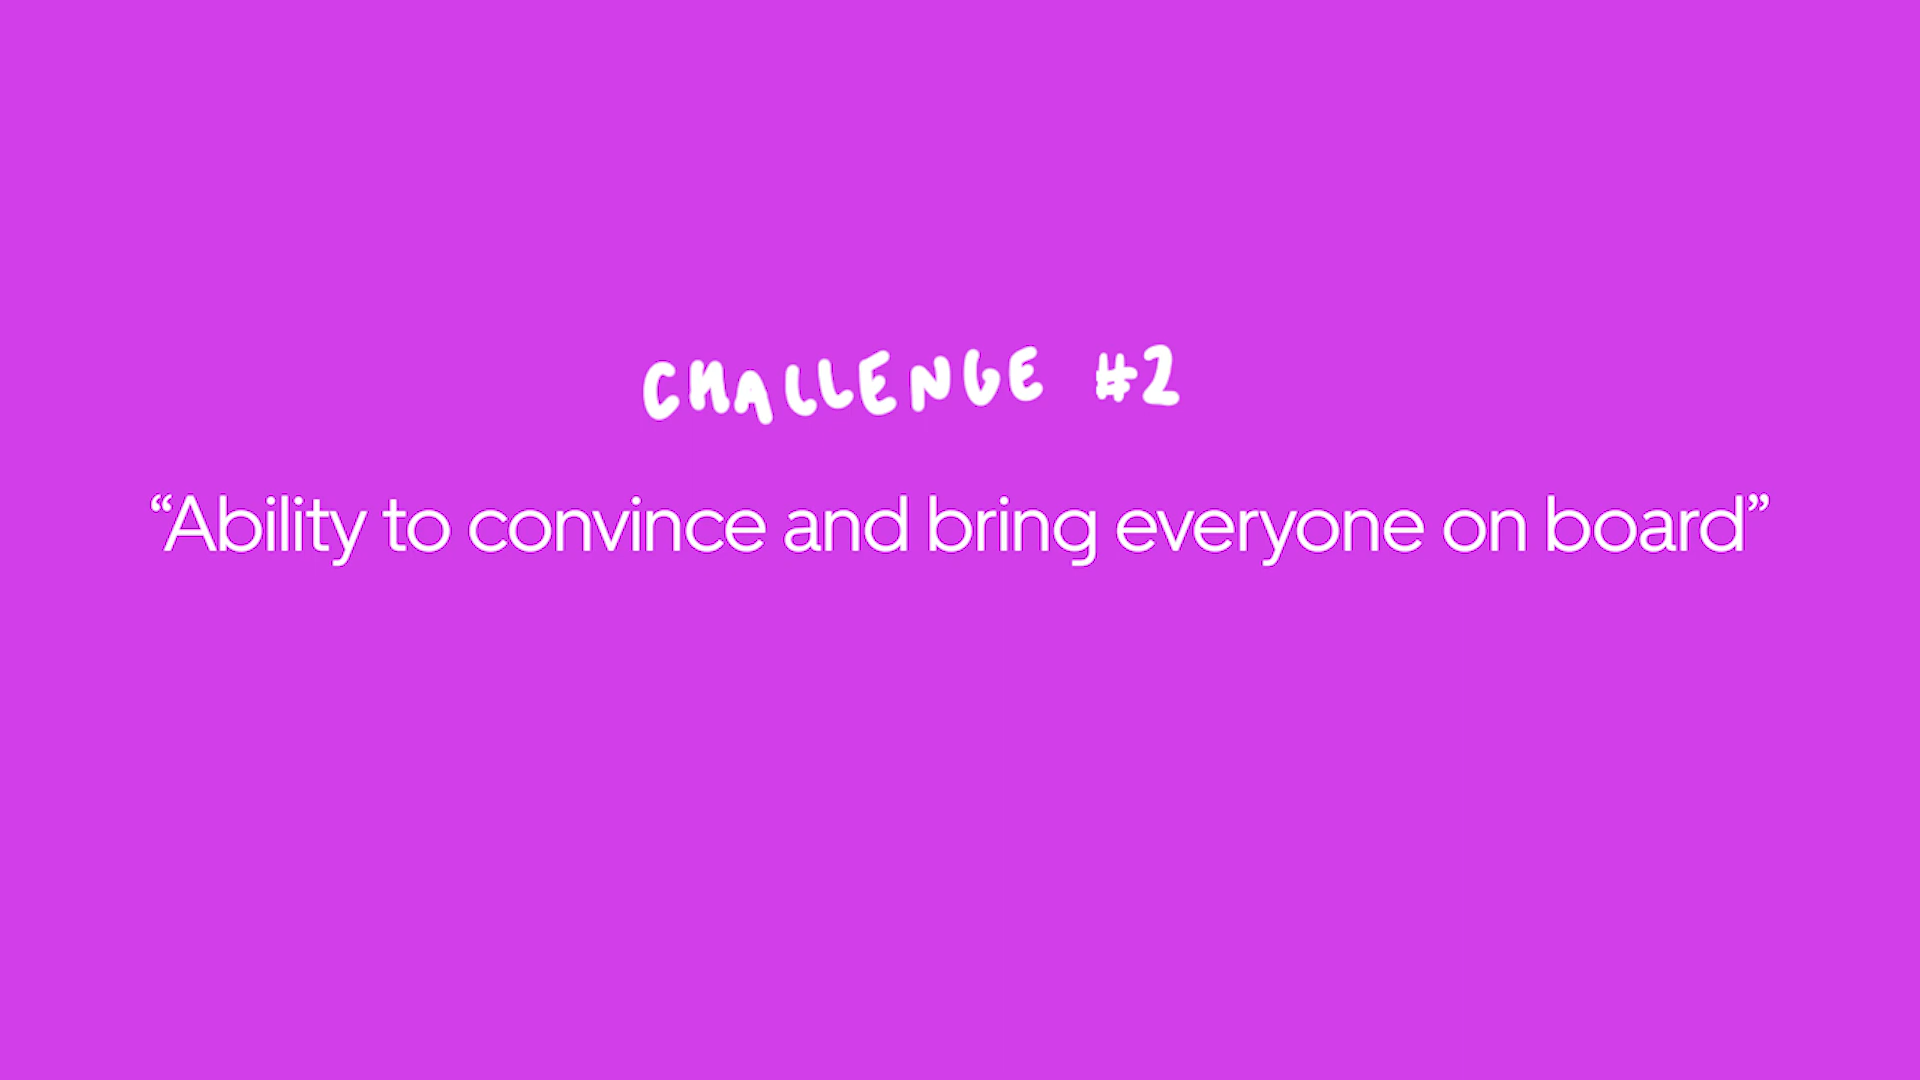 CHALLENGE #2
“Ability to convince and bring everyone on board”